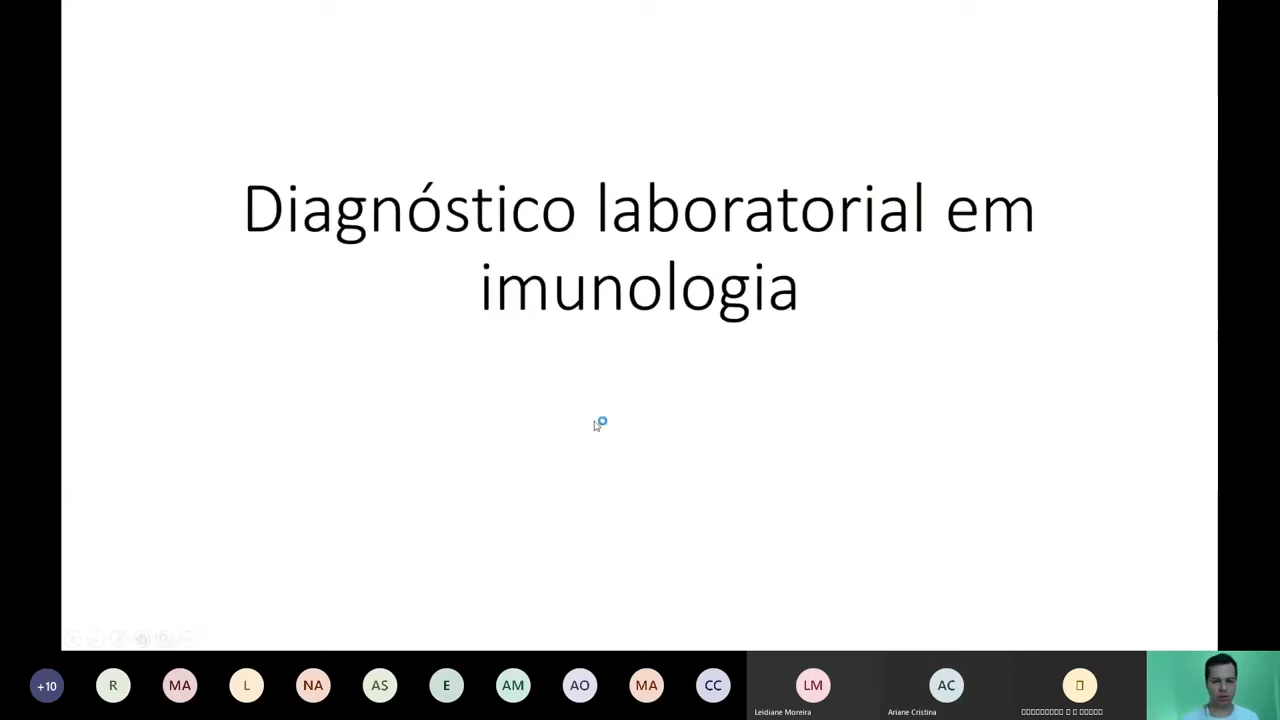 Diagnóstico laboratorial em
imunologia
+10
R
MA
L
NA
AS
E
AM
AO
MA
CC
LM
AC
Leidiane Moreira
Ariane Cristina